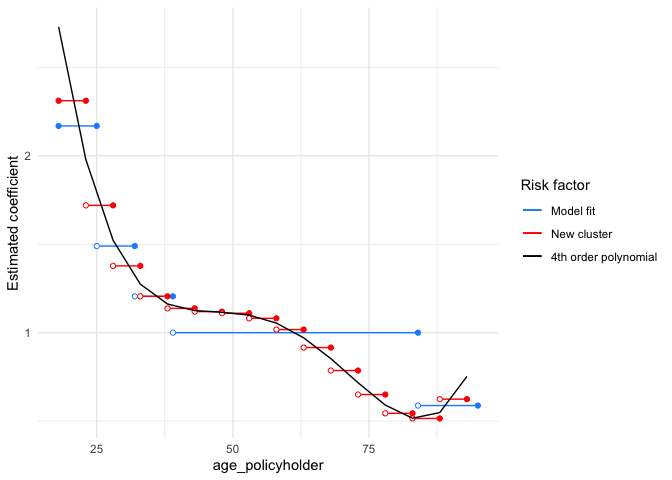 Estimated coefficient
2
1
25
50
75
age_policyholder
Risk factor
Model fit
New cluster
4th order polynomial